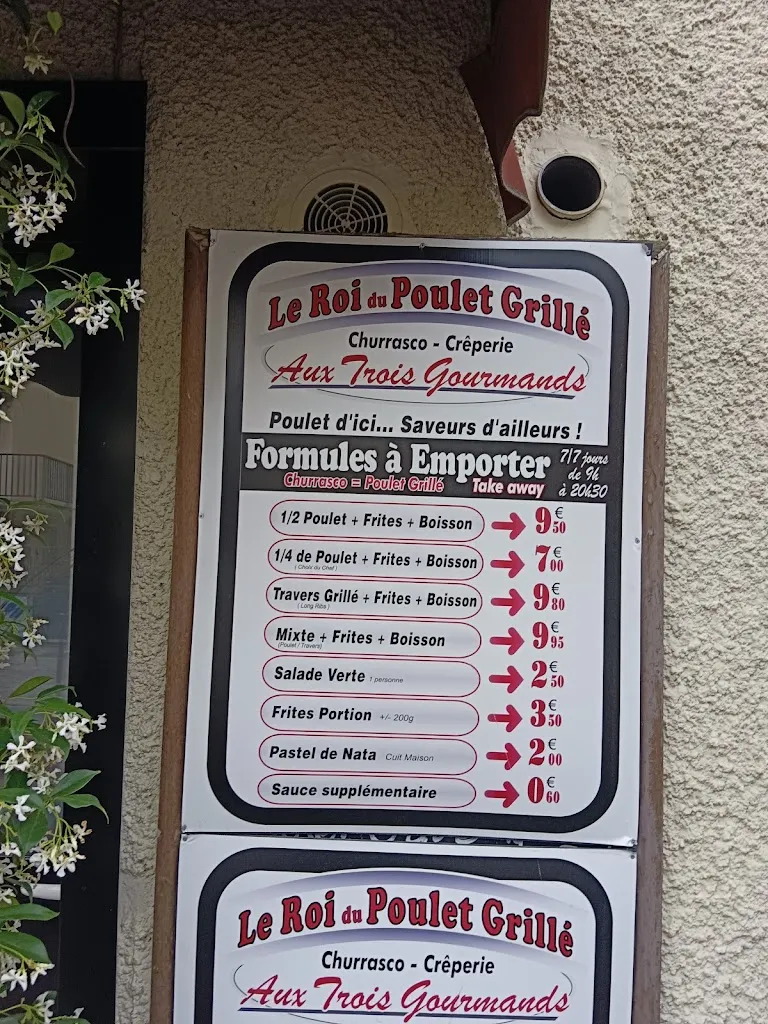 Le Roi du Poulet Grillé
Churrasco - Crêperie
Aux Trois Gourmands
Poulet d'ici... Saveurs d'ailleurs !
Formules à Emporter
Churrasco = Poulet Grillé Take away
7/7 jours
de 9h
à 20h30
1/2 Poulet + Frites + Boisson 9€50
1/4 de Poulet + Frites + Boisson 7€00
( Choix du Chef )
Travers Grillé + Frites + Boisson 9€80
( Long Ribs )
Mixte + Frites + Boisson 9€95
(Poulet / Travers)
Salade Verte 1 personne 2€50
Frites Portion +/- 200g 3€50
Pastel de Nata Cuit Maison 2€00
Sauce supplémentaire 0€60
Le Roi du Poulet Grillé
Churrasco - Crêperie
Aux Trois Gourmands